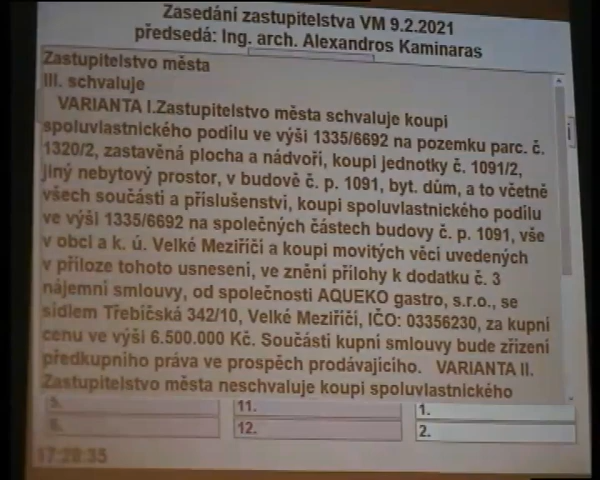 Zasedání zastupitelstva VM 9.2.2021
předsedá: Ing. arch. Alexandros Kaminaras
Zastupitelstvo města
III. schvaluje
VARIANTA I.Zastupitelstvo města schvaluje koupi
spoluvlastnického podílu ve výši 1335/6692 na pozemku parc. č.
1320/2, zastavěná plocha a nádvoří, koupi jednotky č. 1091/2,
jiný nebytový prostor, v budově č. p. 1091, byt. dům, a to včetně
všech součástí a příslušenství, koupi spoluvlastnického podílu
ve výši 1335/6692 na společných částech budovy č. p. 1091, vše
v obci a k. ú. Velké Meziříčí a koupi movitých věcí uvedených
v příloze tohoto usnesení, ve znění přílohy k dodatku č. 3
nájemní smlouvy, od společnosti AQUEKO gastro, s.r.o., se
sídlem Třebíčská 342/10, Velké Meziříčí, IČO: 03356230, za kupní
cenu ve výši 6.500.000 Kč. Součástí kupní smlouvy bude zřízení
předkupního práva ve prospěch prodávajícího. VARIANTA II.
Zastupitelstvo města neschvaluje koupi spoluvlastnického
5. 11. 1.
6. 12. 2.
17:28:35